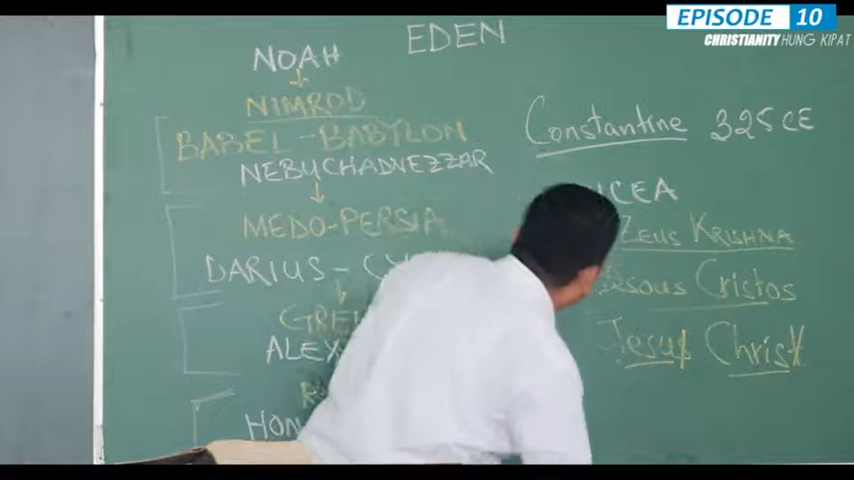 EPISODE 10
CHRISTIANITY HUNG KIPAT
EDEN
NOAH
NIMROD
BABEL - BABYLON
NEBUCHADNEZZAR
MEDO-PERSIA
DARIUS -
Constantine 325 CE
ZEUS KRISHNA
Cristos
Jesus Christ